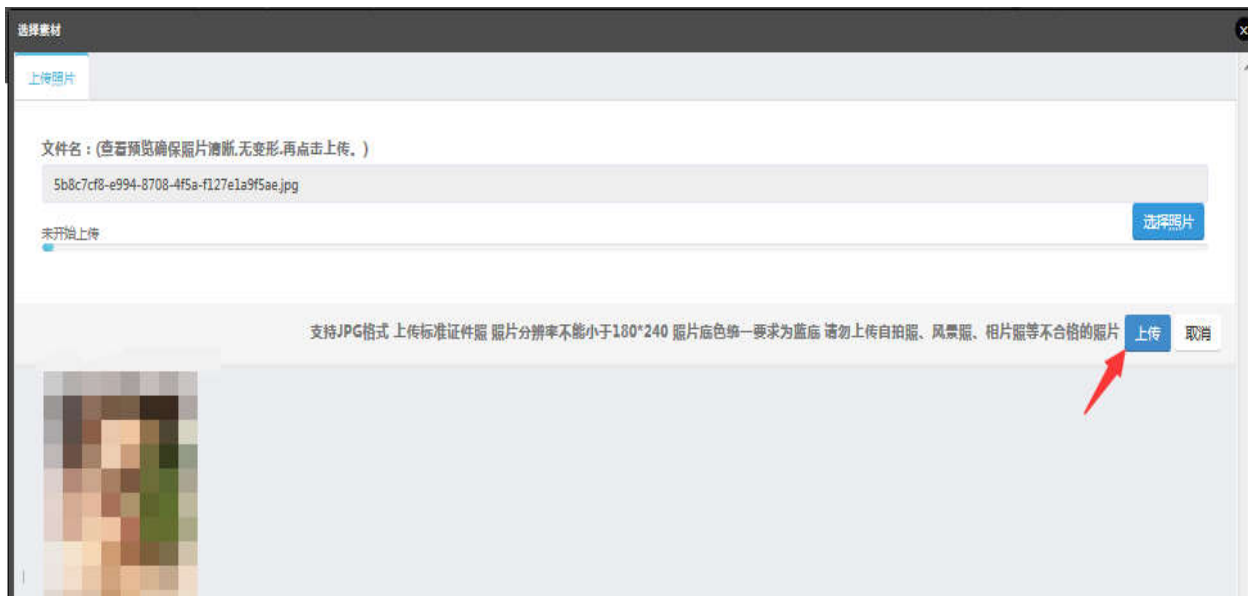 选择素材
x
上传照片
文件名：(查看预览确保照片清晰,无变形.再点击上传。)
5b8c7cf8-e994-8708-4f5a-f127e1a9f5ae.jpg
选择照片
未开始上传
支持JPG格式 上传标准证件照 照片分辨率不能小于180*240 照片底色统一要求为蓝底 请勿上传自拍照、风景照、相片照等不合格的照片 上传 取消